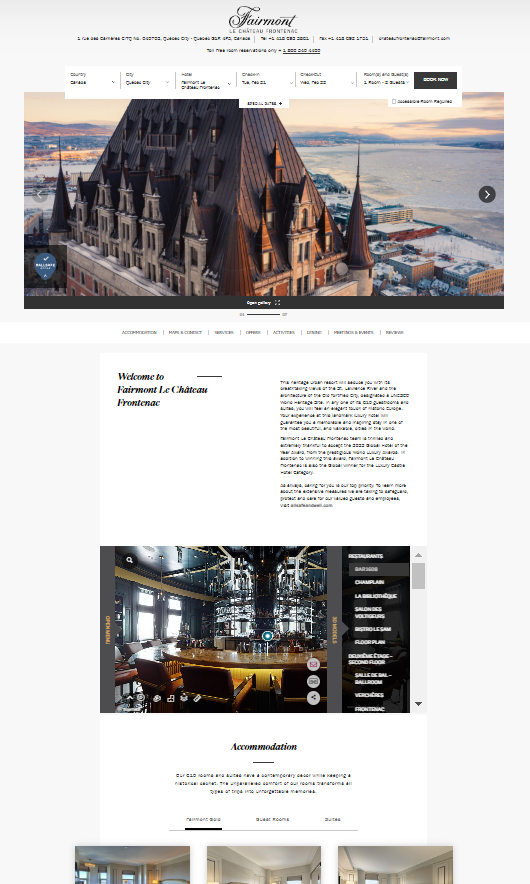 Fairmont
LE CHÂTEAU FRONTENAC
1 rue des Carrières CITQ No: 040703, Quebec City - Quebec G1R 4P5, Canada
Tel +1 418 692 3861
Fax +1 418 692 1751
chateaufrontenac@fairmont.com
Toll free room reservations only +
Country
Canada
City
Quebec City
Hotel
Fairmont Le
Château Frontenac
Check-in
Tue, Feb 21
Check-Out
Wed, Feb 22
Room(s) and Guest(s)
1 Room - 2 Guests
BOOK NOW
SPECIAL RATES +
Accessible Room Required
ALLSAFE
Open gallery
ACCOMMODATION
MAPS & CONTACT
SERVICES
OFFERS
ACTIVITIES
DINING
MEETINGS & EVENTS
REVIEWS
Welcome to
Fairmont Le Château
Frontenac
This heritage urban resort will seduce you with its
breathtaking views of the St. Lawrence River and the
architecture of the Old Fortified City, designated a UNESCO
World Heritage Site. In any one of its 610 guestrooms and
suites, you will feel an elegant touch of historic Europe.
Your experience at this landmark luxury hotel will
guarantee you a memorable and inspiring stay in one of
the most beautiful, and walkable, cities in the world.
Fairmont Le Château Frontenac team is thrilled and
extremely thankful to accept the 2022 Global Hotel of the
Year Award, from the prestigious World Luxury Awards. In
addition to winning this accolade, Fairmont Le Château
Frontenac is also the Global Winner for the Luxury Castle
Hotel Category.
As always, caring for you is our top priority. To learn more
about the extensive measures we are taking to safeguard,
protect and care for our valued guests and employees,
visit allsafeandwell.com
OPEN MENU
3D MODELS
RESTAURANTS
BAR 1608
CHAMPLAIN
LA BIBLIOTHÈQUE
SALON DES
VOLTIGEURS
BISTRO LE SAM
FLOOR PLAN
DEUXIÈME ÉTAGE -
SECOND FLOOR
SALLE DE BAL -
BALLROOM
VERCHÈRES
FRONTENAC
Accommodation
Our 610 rooms and suites have a contemporary decor while keeping a
historical cachet. The unparalleled comfort of our rooms transforms all
types of trips into unforgettable memories.
Fairmont Gold
Guest Rooms
Suites